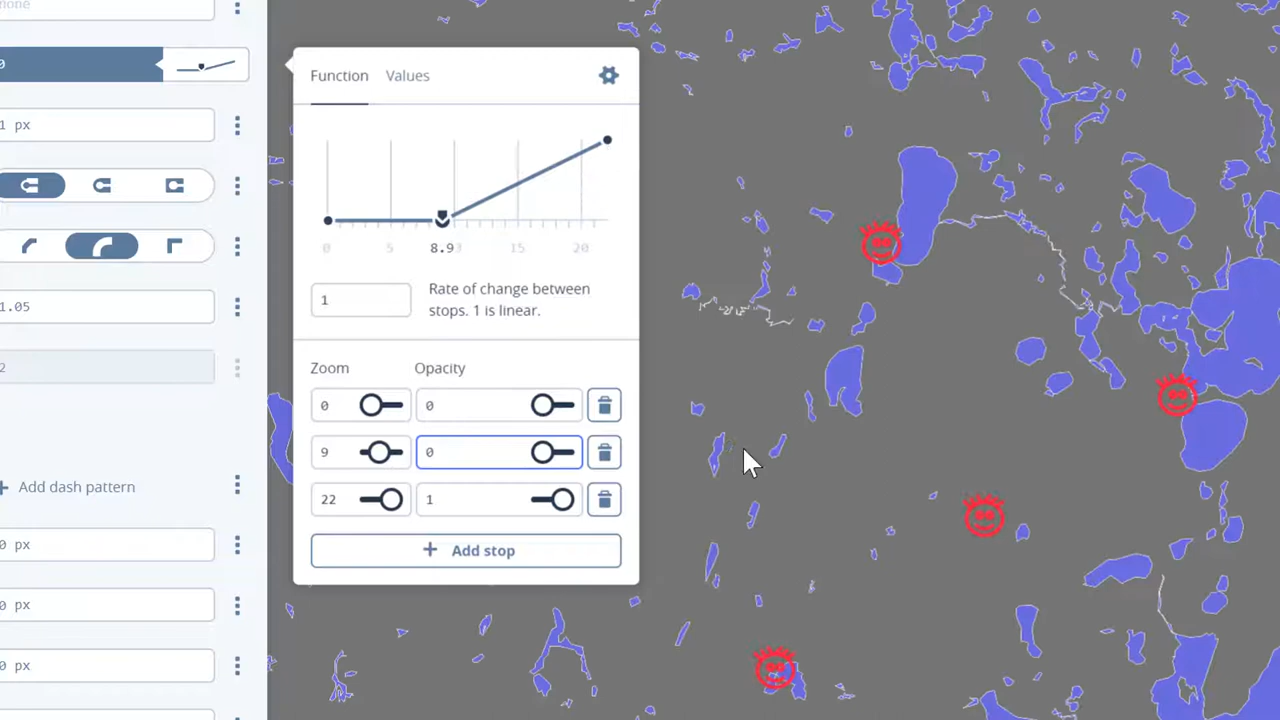 none
0
Function Values
1 px
0 5 8.9 15 20
1.05
1
Rate of change between
stops. 1 is linear.
2
Zoom Opacity
0 0
9 0
Add dash pattern
22 1
0 px
Add stop
0 px
0 px